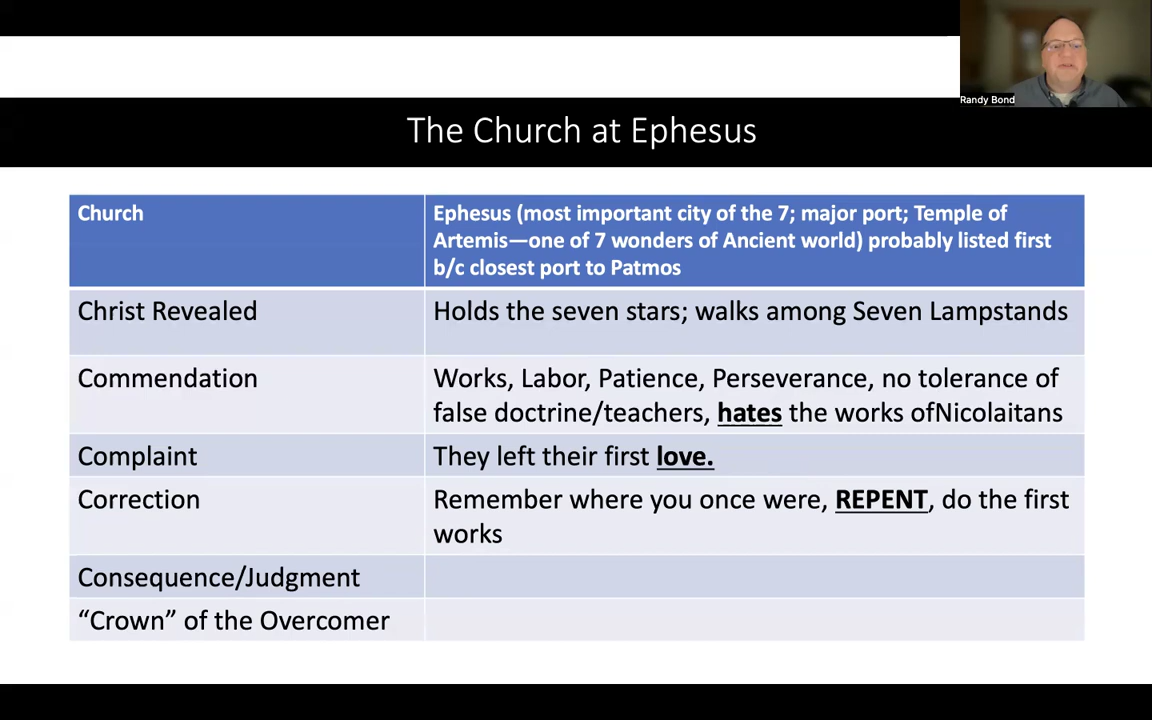 Randy Bond
The Church at Ephesus
Church
Ephesus (most important city of the 7; major port; Temple of
Artemis—one of 7 wonders of Ancient world) probably listed first
b/c closest port to Patmos
Christ Revealed
Holds the seven stars; walks among Seven Lampstands
Commendation
Works, Labor, Patience, Perseverance, no tolerance of
false doctrine/teachers, hates the works ofNicolaitans
Complaint
They left their first love.
Correction
Remember where you once were, REPENT, do the first
works
Consequence/Judgment
“Crown” of the Overcomer